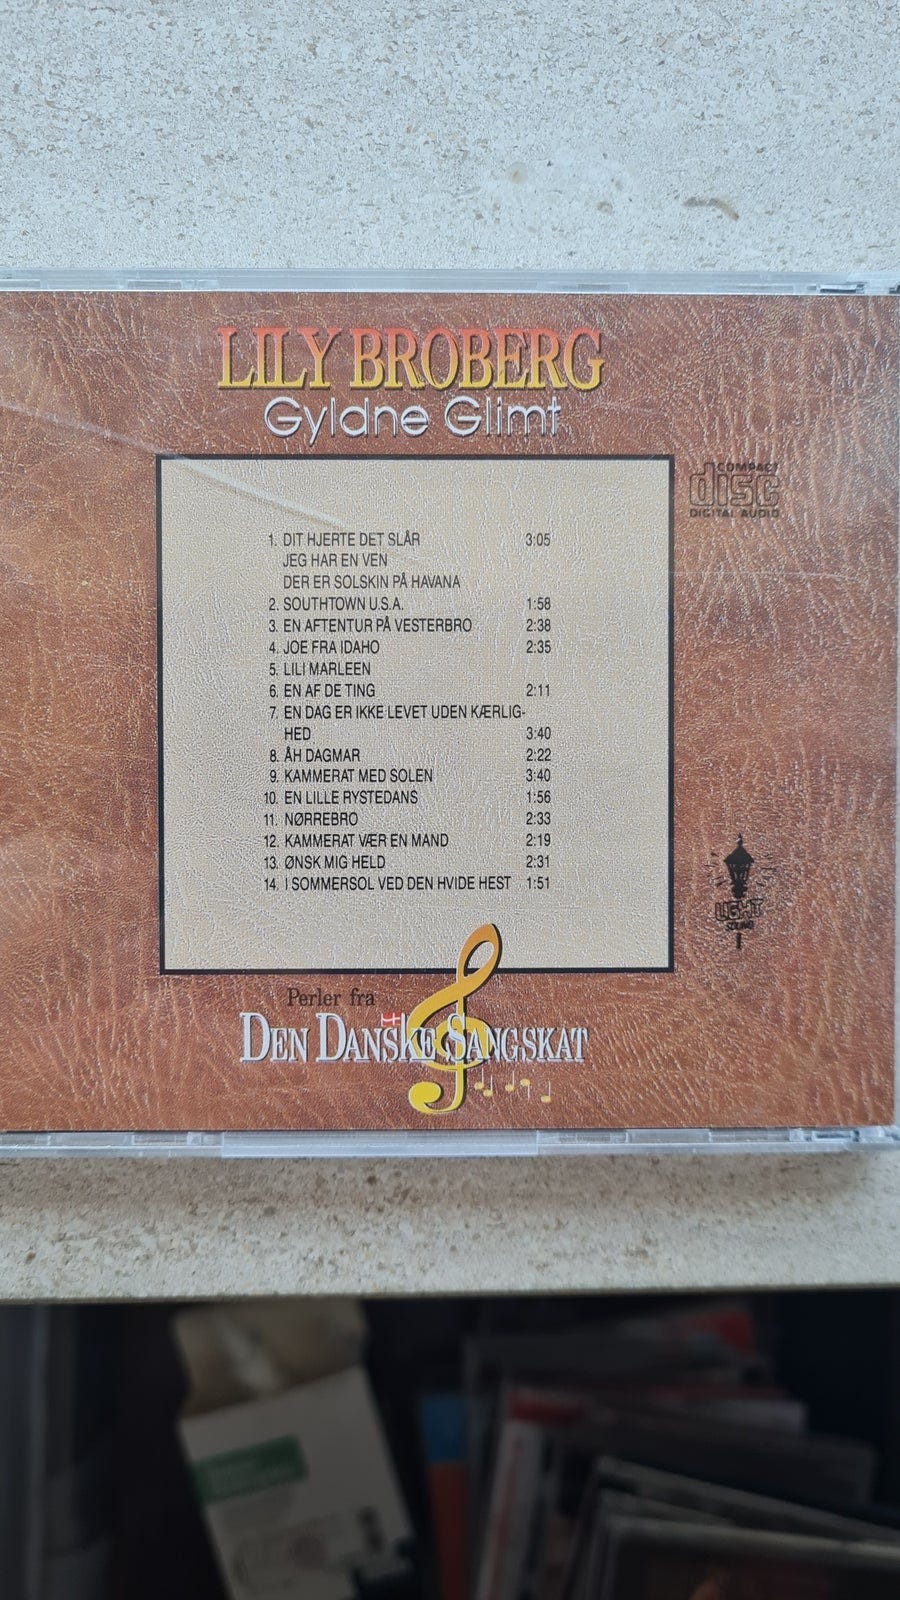 LILY BROBERG
Gyldne Glimt
COMPACT
disc
DIGITAL AUDIO
1. DIT HJERTE DET SLÅR 3:05
JEG HAR EN VEN
DER ER SOLSKIN PÅ HAVANA
2. SOUTHTOWN U.S.A. 1:58
3. EN AFTENTUR PÅ VESTERBRO 2:38
4. JOE FRA IDAHO 2:35
5. LILI MARLEEN
6. EN AF DE TING 2:11
7. EN DAG ER IKKE LEVET UDEN KÆRLIG-
HED 3:40
8. ÅH DAGMAR 2:22
9. KAMMERAT MED SOLEN 3:40
10. EN LILLE RYSTEDANS 1:56
11. NØRREBRO 2:33
12. KAMMERAT VÆR EN MAND 2:19
13. ØNSK MIG HELD 2:31
14. I SOMMERSOL VED DEN HVIDE HEST 1:51
LIGHT
SOUND
Perler fra
DEN DANSKE SANGSKAT